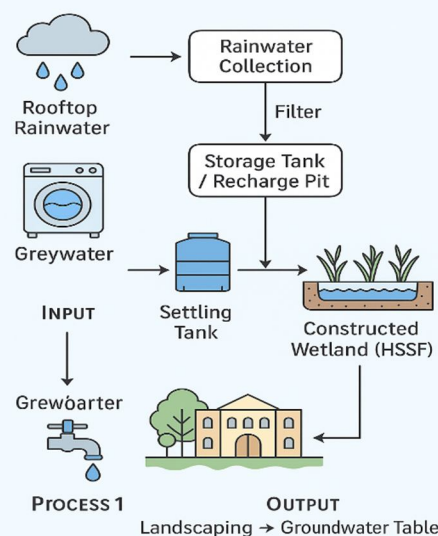 Rooftop
Rainwater
Rainwater
Collection
Filter
Storage Tank
/ Recharge Pit
Greywater
Settling
Tank
Constructed
Wetland (HSSF)
INPUT
Grewoarter
PROCESS 1
OUTPUT
Landscaping → Groundwater Table